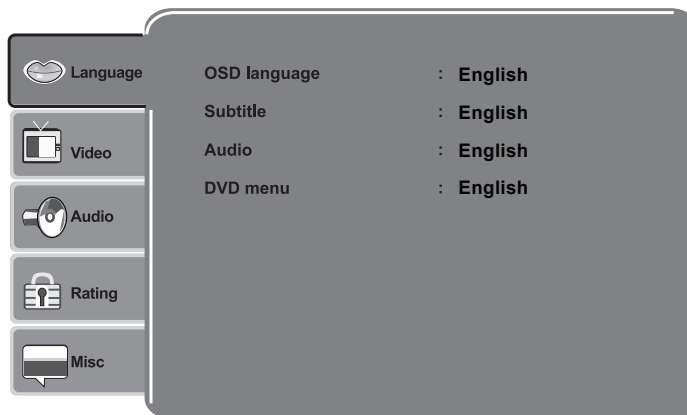 Language
Video
Audio
Rating
Misc
OSD language : English
Subtitle : English
Audio : English
DVD menu : English